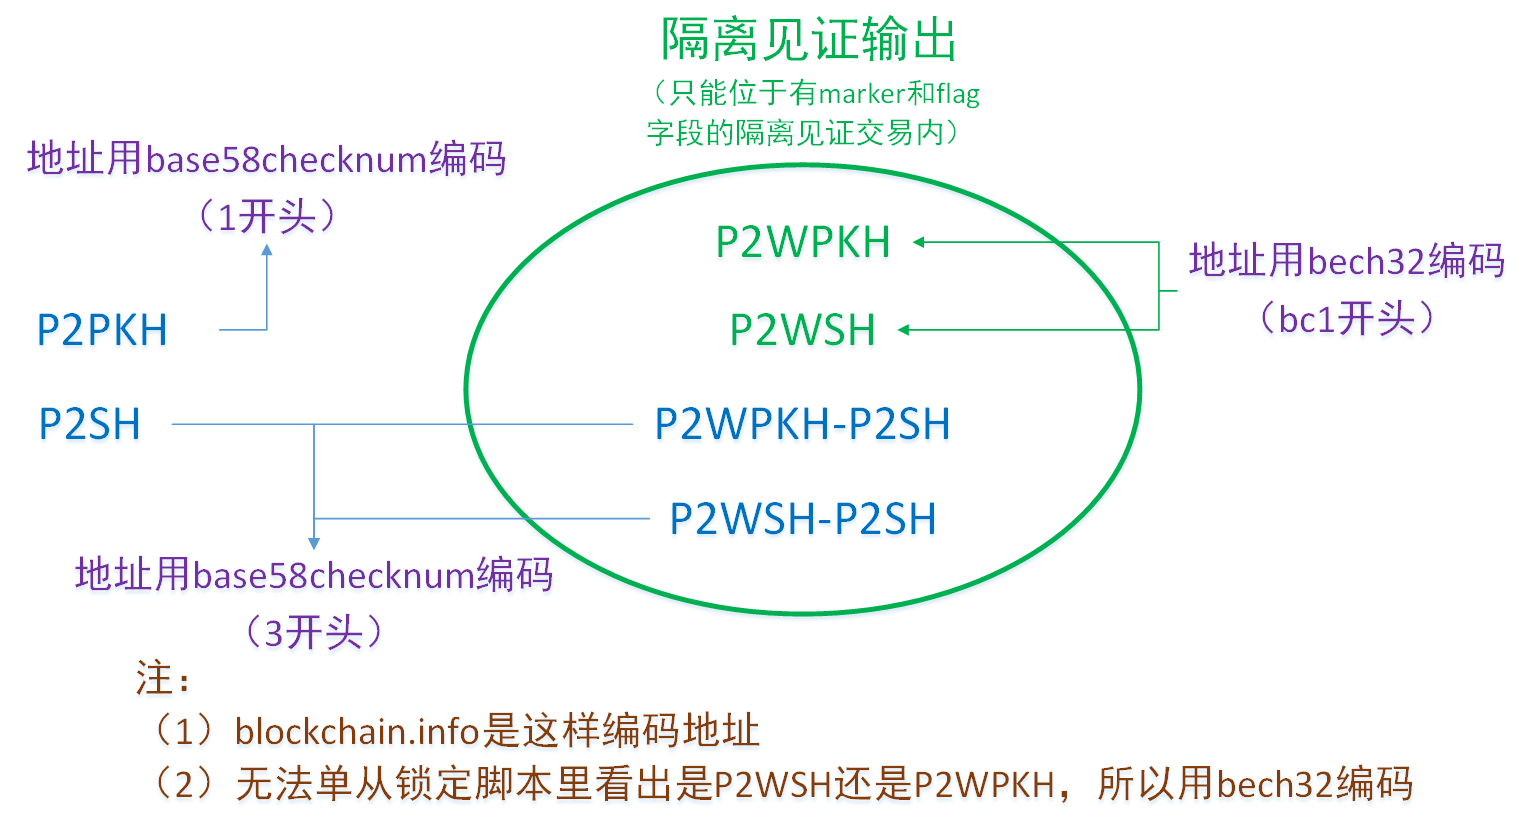 隔离见证输出
（只能位于有marker和flag
字段的隔离见证交易内）
地址用base58checknum编码
（1开头）
P2WPKH
地址用bech32编码
（bc1开头）
P2PKH
P2WSH
P2SH
P2WPKH-P2SH
P2WSH-P2SH
地址用base58checknum编码
（3开头）
注：
（1）blockchain.info是这样编码地址
（2）无法单从锁定脚本里看出是P2WSH还是P2WPKH，所以用bech32编码